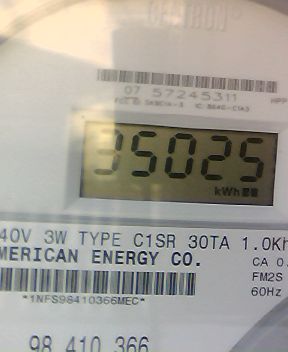 CENTRON®
07 57245311
35025
kWh
40V 3W TYPE C1SR 30TA 1.0Kh
MERICAN ENERGY CO.
CA 0.
FM2S
60Hz
*1NFS98410366MEC*
98 410 366